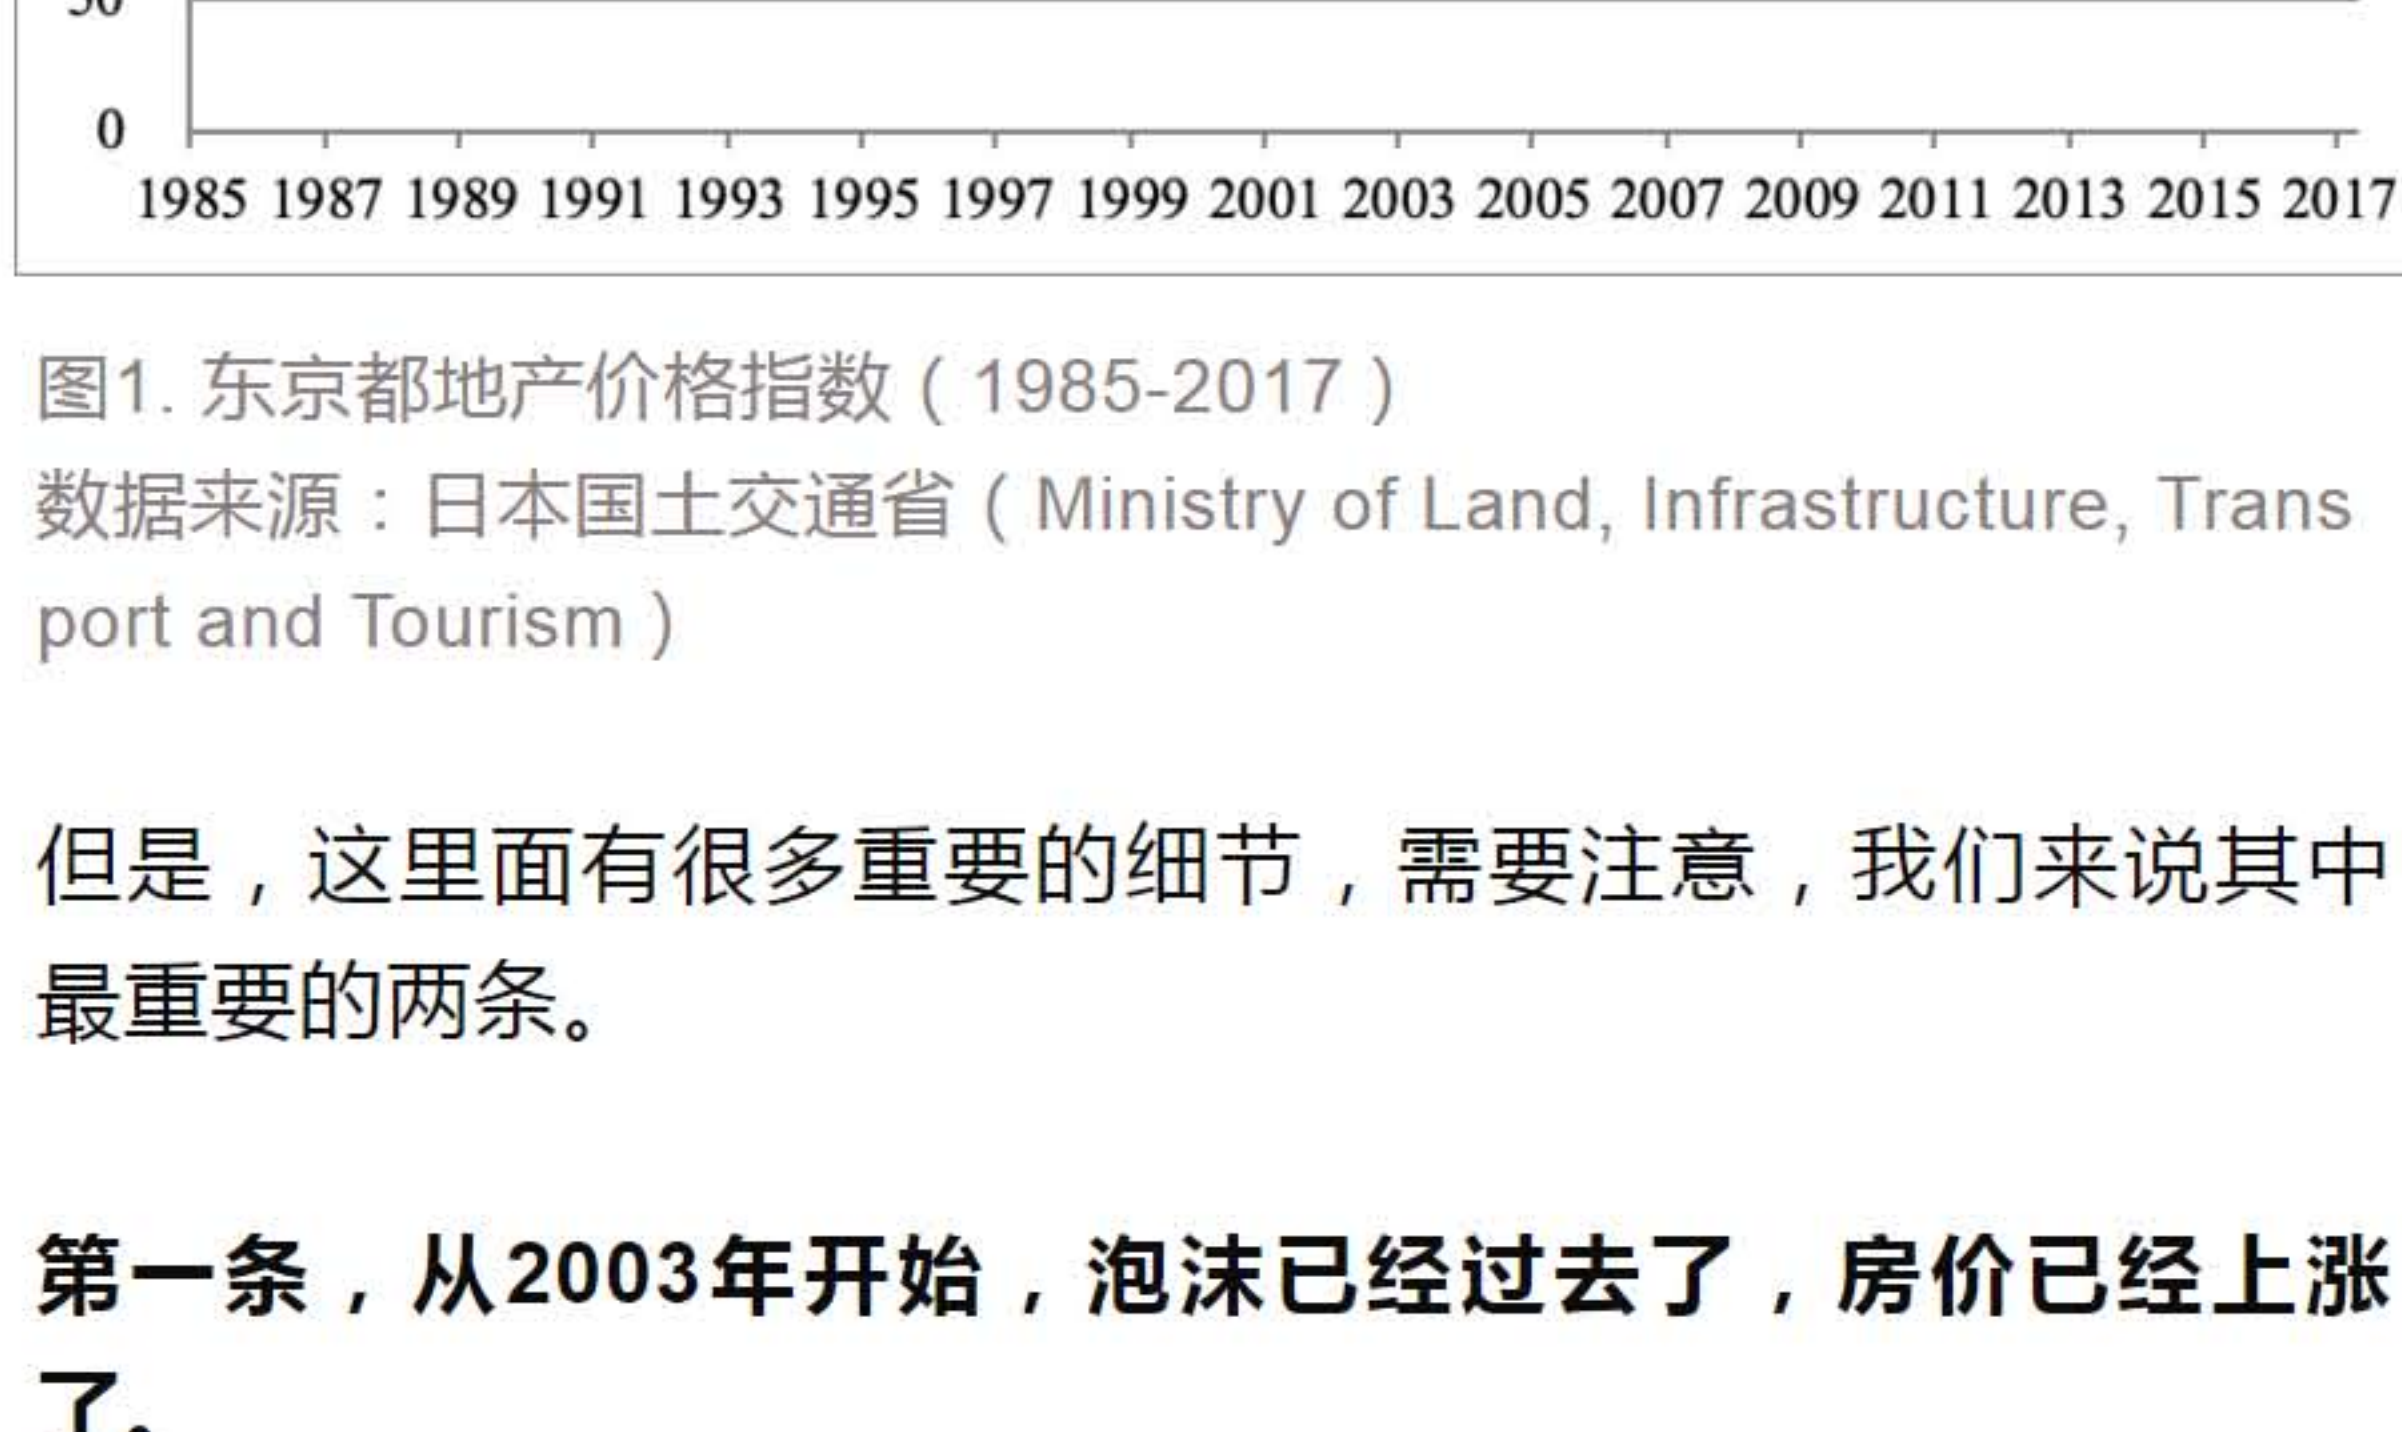 0
1985 1987 1989 1991 1993 1995 1997 1999 2001 2003 2005 2007 2009 2011 2013 2015 2017
图1. 东京都地产价格指数（1985-2017）
数据来源：日本国土交通省（Ministry of Land, Infrastructure, Trans
port and Tourism）
但是，这里面有很多重要的细节，需要注意，我们来说其中
最重要的两条。
第一条，从2003年开始，泡沫已经过去了，房价已经上涨
了。